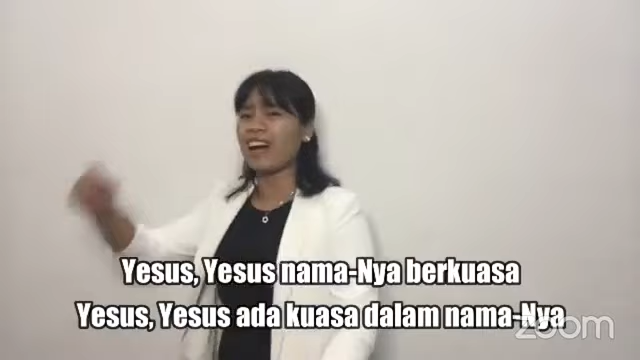 Yesus, Yesus nama-Nya berkuasa
Yesus, Yesus ada kuasa dalam nama-Nya
zoom